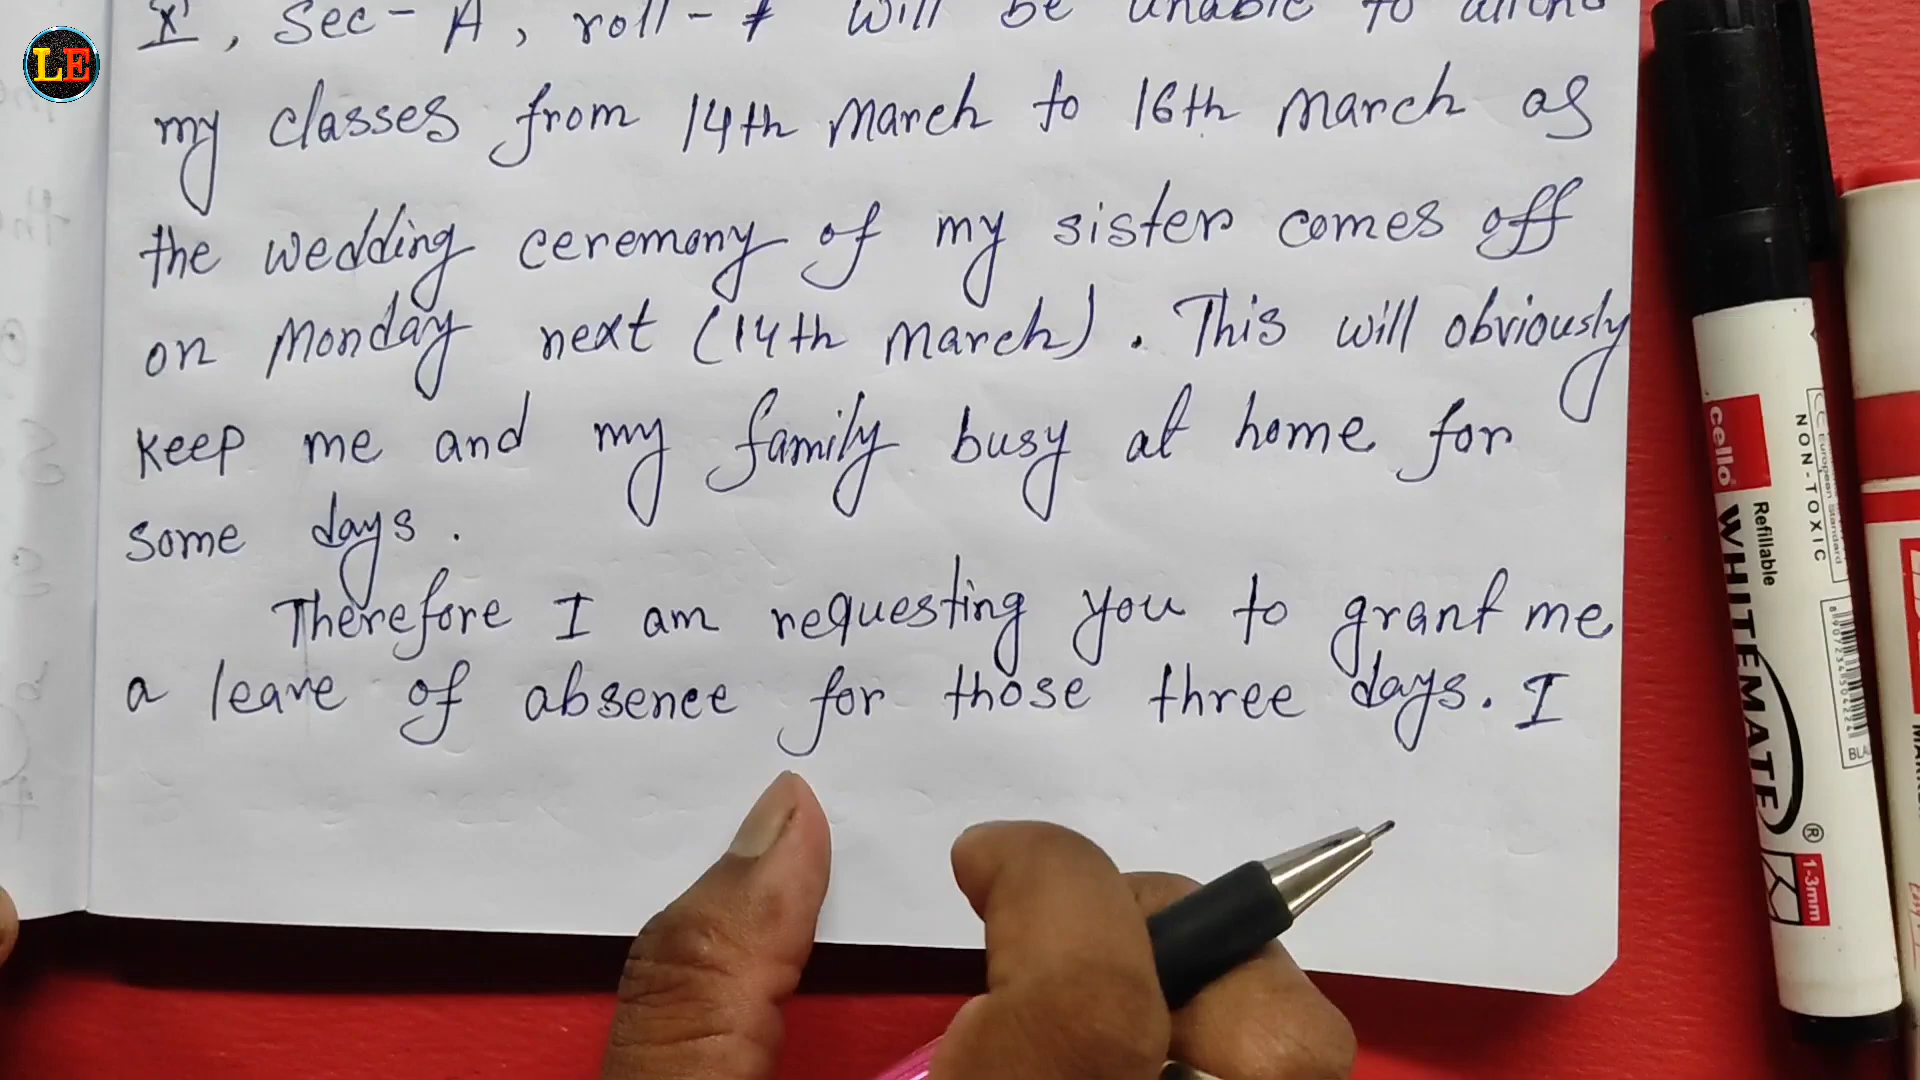 LE
X, Sec - A, roll - 7 will be unable to attend
my classes from 14th March to 16th March as
the wedding ceremony of my sister comes off
on Monday next (14th March). This will obviously
keep me and my family busy at home for
some days.
Therefore I am requesting you to grant me
a leave of absence for those three days. I
cello
Refillable
WHITEMATE®
NON-TOXIC
1-3mm